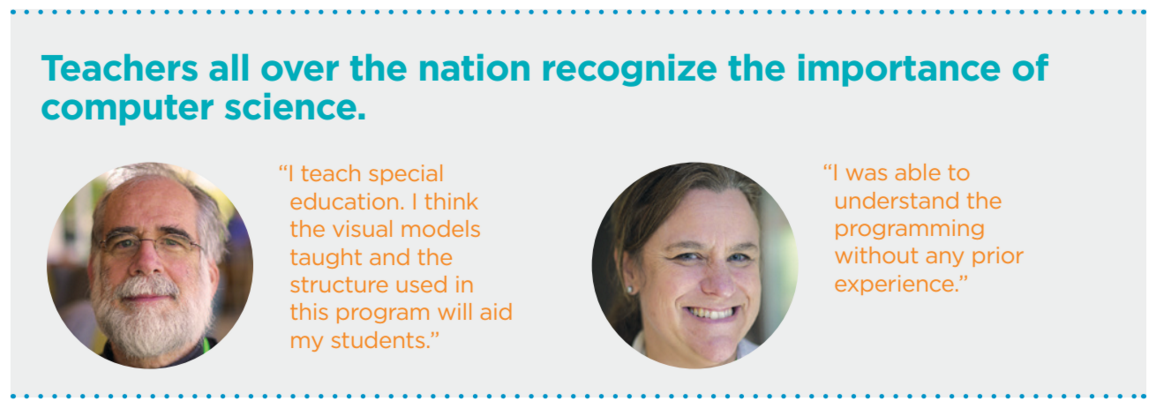 Teachers all over the nation recognize the importance of
computer science.
“I teach special
education. I think
the visual models
taught and the
structure used in
this program will aid
my students.”
“I was able to
understand the
programming
without any prior
experience.”